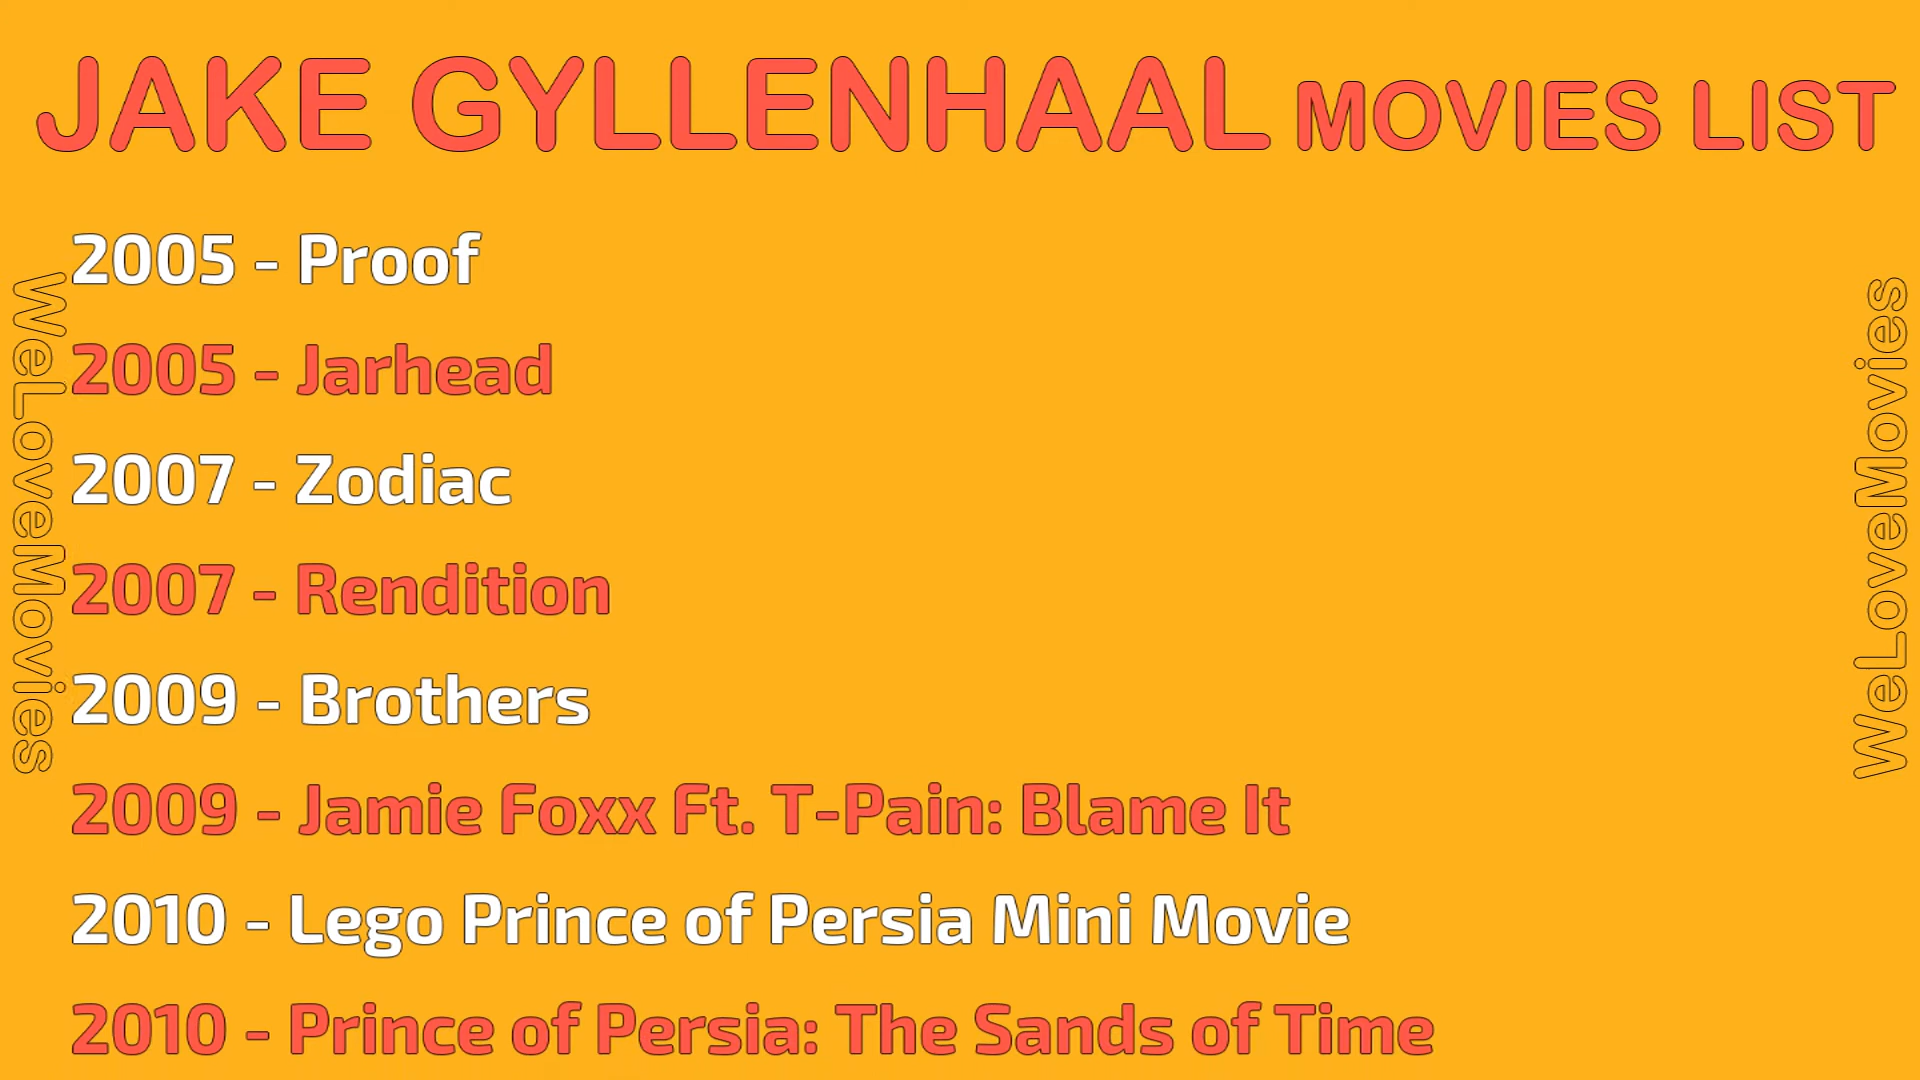 JAKE GYLLENHAAL MOVIES LIST
2005 - Proof
2005 - Jarhead
2007 - Zodiac
2007 - Rendition
2009 - Brothers
2009 - Jamie Foxx Ft. T-Pain: Blame It
2010 - Lego Prince of Persia Mini Movie
2010 - Prince of Persia: The Sands of Time
WeLoveMovies
WeLoveMovies